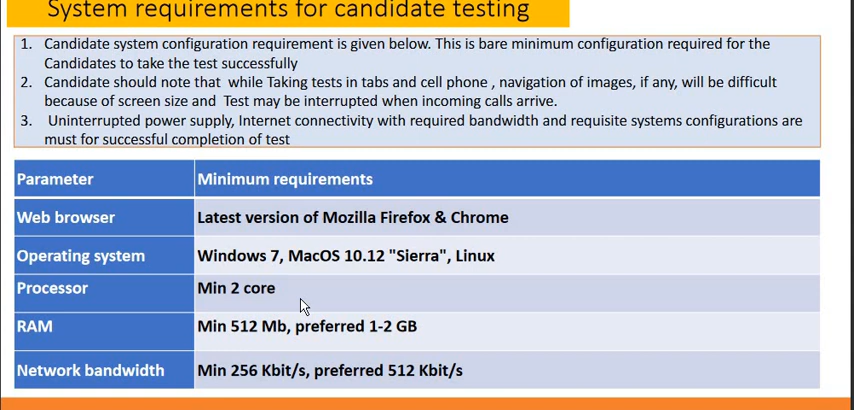 System requirements for candidate testing
1. Candidate system configuration requirement is given below. This is bare minimum configuration required for the
Candidates to take the test successfully
2. Candidate should note that while Taking tests in tabs and cell phone , navigation of images, if any, will be difficult
because of screen size and Test may be interrupted when incoming calls arrive.
3. Uninterrupted power supply, Internet connectivity with required bandwidth and requisite systems configurations are
must for successful completion of test
Parameter Minimum requirements
Web browser Latest version of Mozilla Firefox & Chrome
Operating system Windows 7, MacOS 10.12 "Sierra", Linux
Processor Min 2 core
RAM Min 512 Mb, preferred 1-2 GB
Network bandwidth Min 256 Kbit/s, preferred 512 Kbit/s